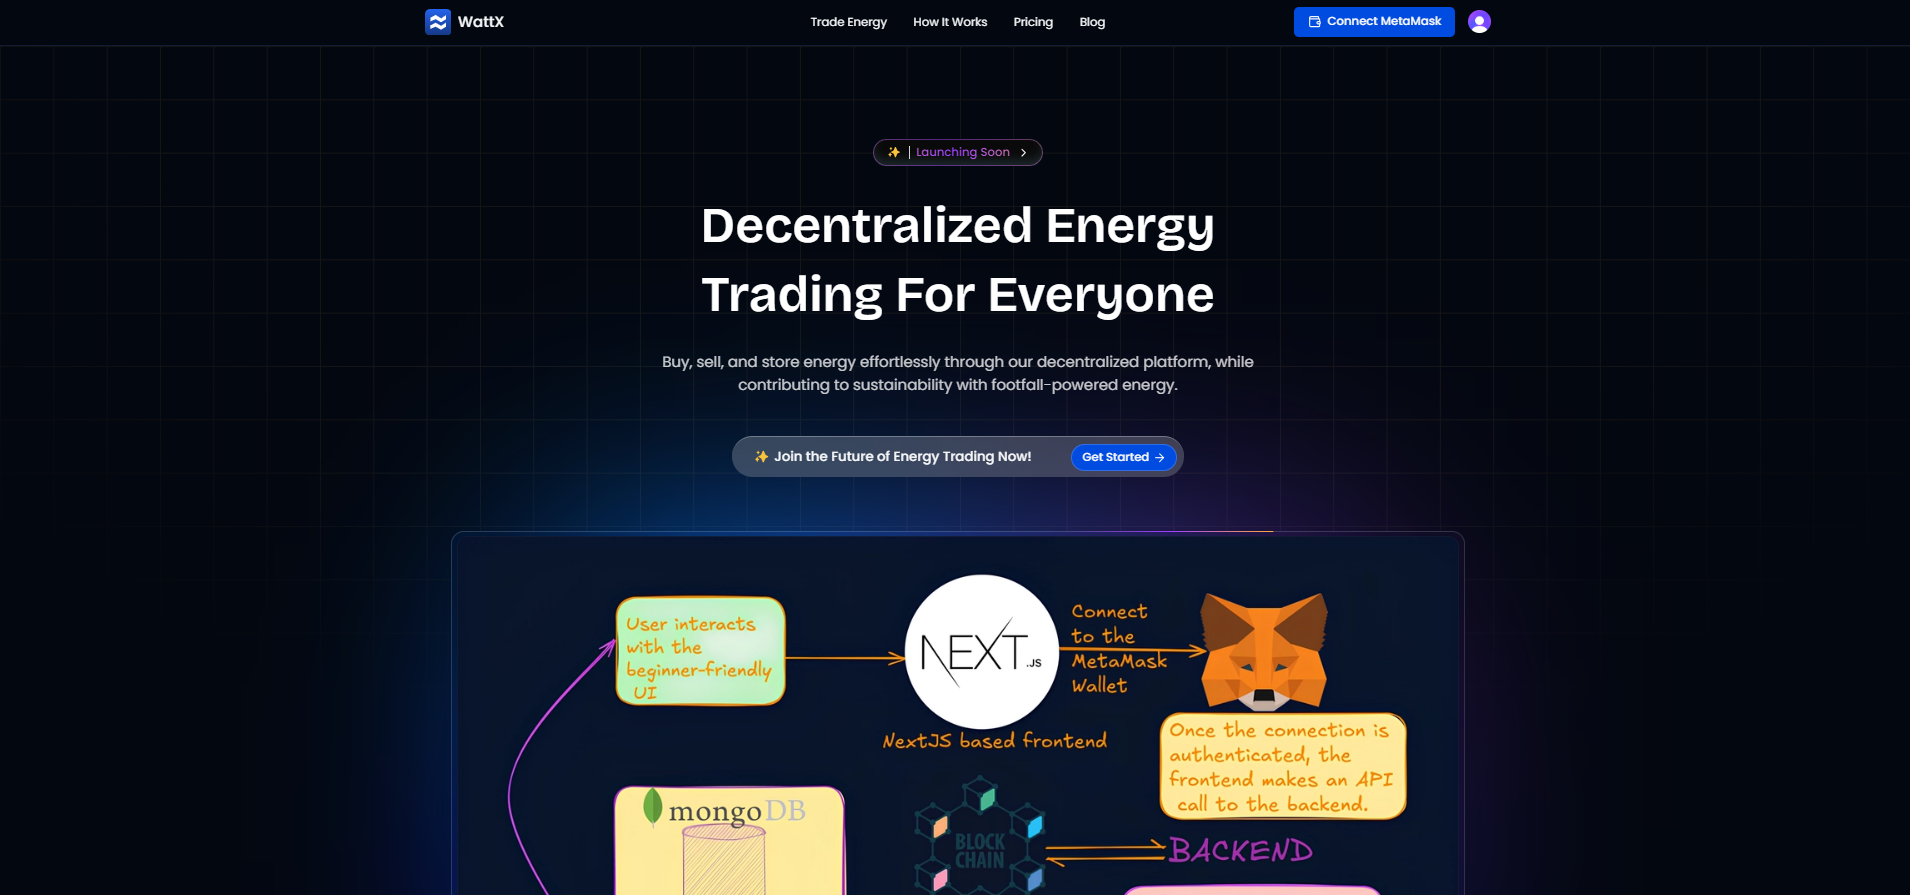 WattX
Trade Energy
How It Works
Pricing
Blog
Connect MetaMask
Launching Soon
Decentralized Energy
Trading For Everyone
Buy, sell, and store energy effortlessly through our decentralized platform, while
contributing to sustainability with footfall-powered energy.
✨ Join the Future of Energy Trading Now!
Get Started →
User interacts
with the
beginner-friendly
UI
NEXT.JS
NextJS based frontend
Connect
to the
MetaMask
Wallet
Once the connection is
authenticated, the
frontend makes an API
call to the backend.
mongoDB
BLOCK
CHAIN
BACKEND